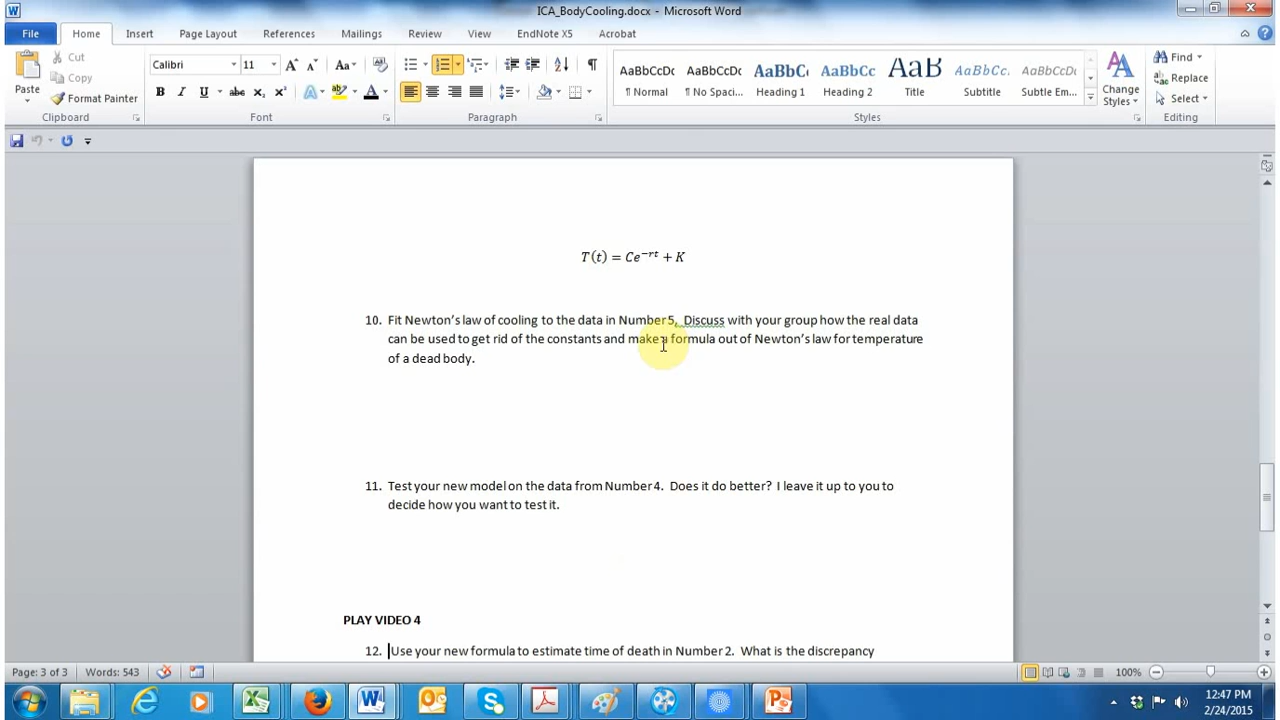 ICA_BodyCooling.docx - Microsoft Word
File Home Insert Page Layout References Mailings Review View EndNote X5 Acrobat
Cut
Copy
Format Painter
Paste
Clipboard
Calibri 11
Font
Paragraph
AaBbCcDc AaBbCcDc AaBbC AaBbCc AaB AaBbCcL AaBbCcDc
¶ Normal ¶ No Spaci... Heading 1 Heading 2 Title Subtitle Subtle Em...
Styles
Change
Styles
Find
Replace
Select
Editing
T(t) = Ce^{−rt} + K
10. Fit Newton's law of cooling to the data in Number 5. Discuss with your group how the real data
can be used to get rid of the constants and make a formula out of Newton's law for temperature
of a dead body.
11. Test your new model on the data from Number 4. Does it do better? I leave it up to you to
decide how you want to test it.
PLAY VIDEO 4
12. Use your new formula to estimate time of death in Number 2. What is the discrepancy
Page: 3 of 3 Words: 543 100%
12:47 PM
2/24/2015